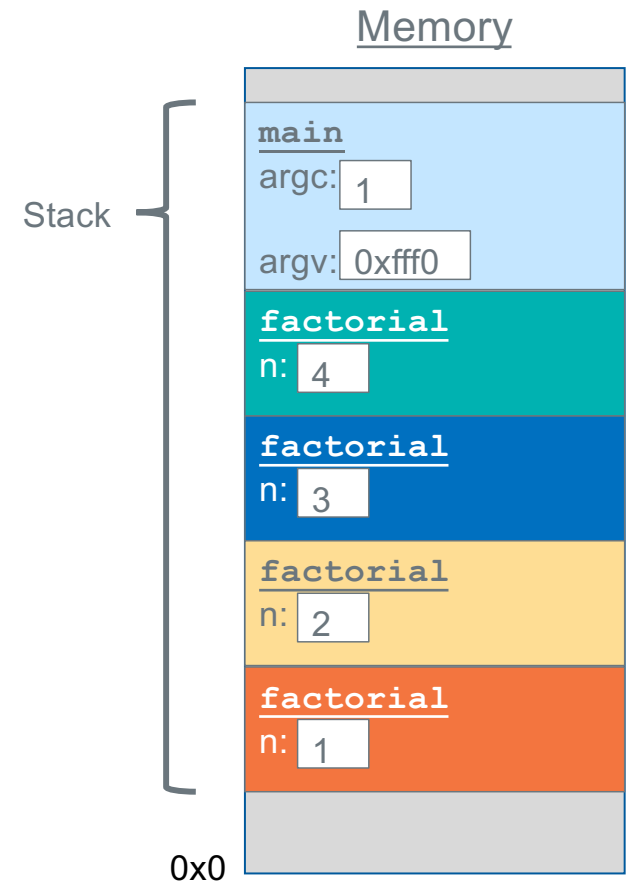 Memory
Stack
main
argc: 1
argv: 0xfff0
factorial
n: 4
factorial
n: 3
factorial
n: 2
factorial
n: 1
0x0